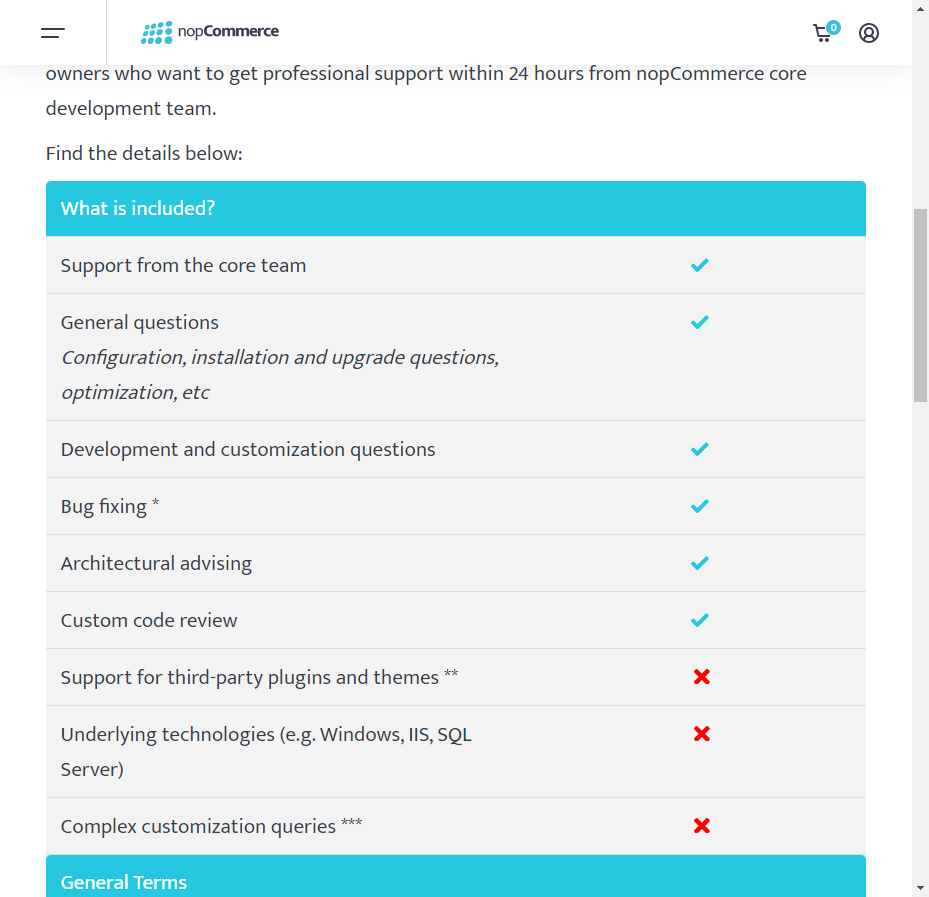 nopCommerce
0
owners who want to get professional support within 24 hours from nopCommerce core
development team.
Find the details below:
What is included?
Support from the core team
General questions
Configuration, installation and upgrade questions,
optimization, etc
Development and customization questions
Bug fixing *
Architectural advising
Custom code review
Support for third-party plugins and themes **
Underlying technologies (e.g. Windows, IIS, SQL
Server)
Complex customization queries ***
General Terms